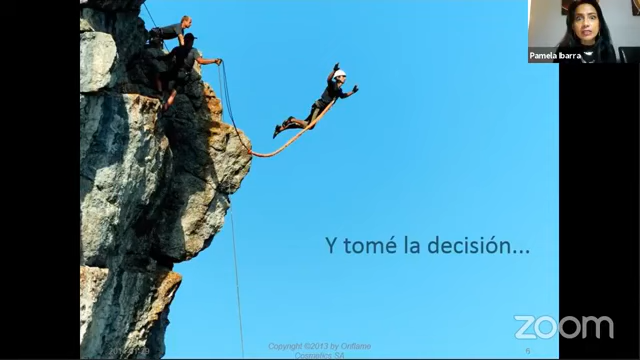 Pamela Ibarra
Y tomé la decisión...
Copyright ©2013 by Oriflame
Cosmetics SA
zoom